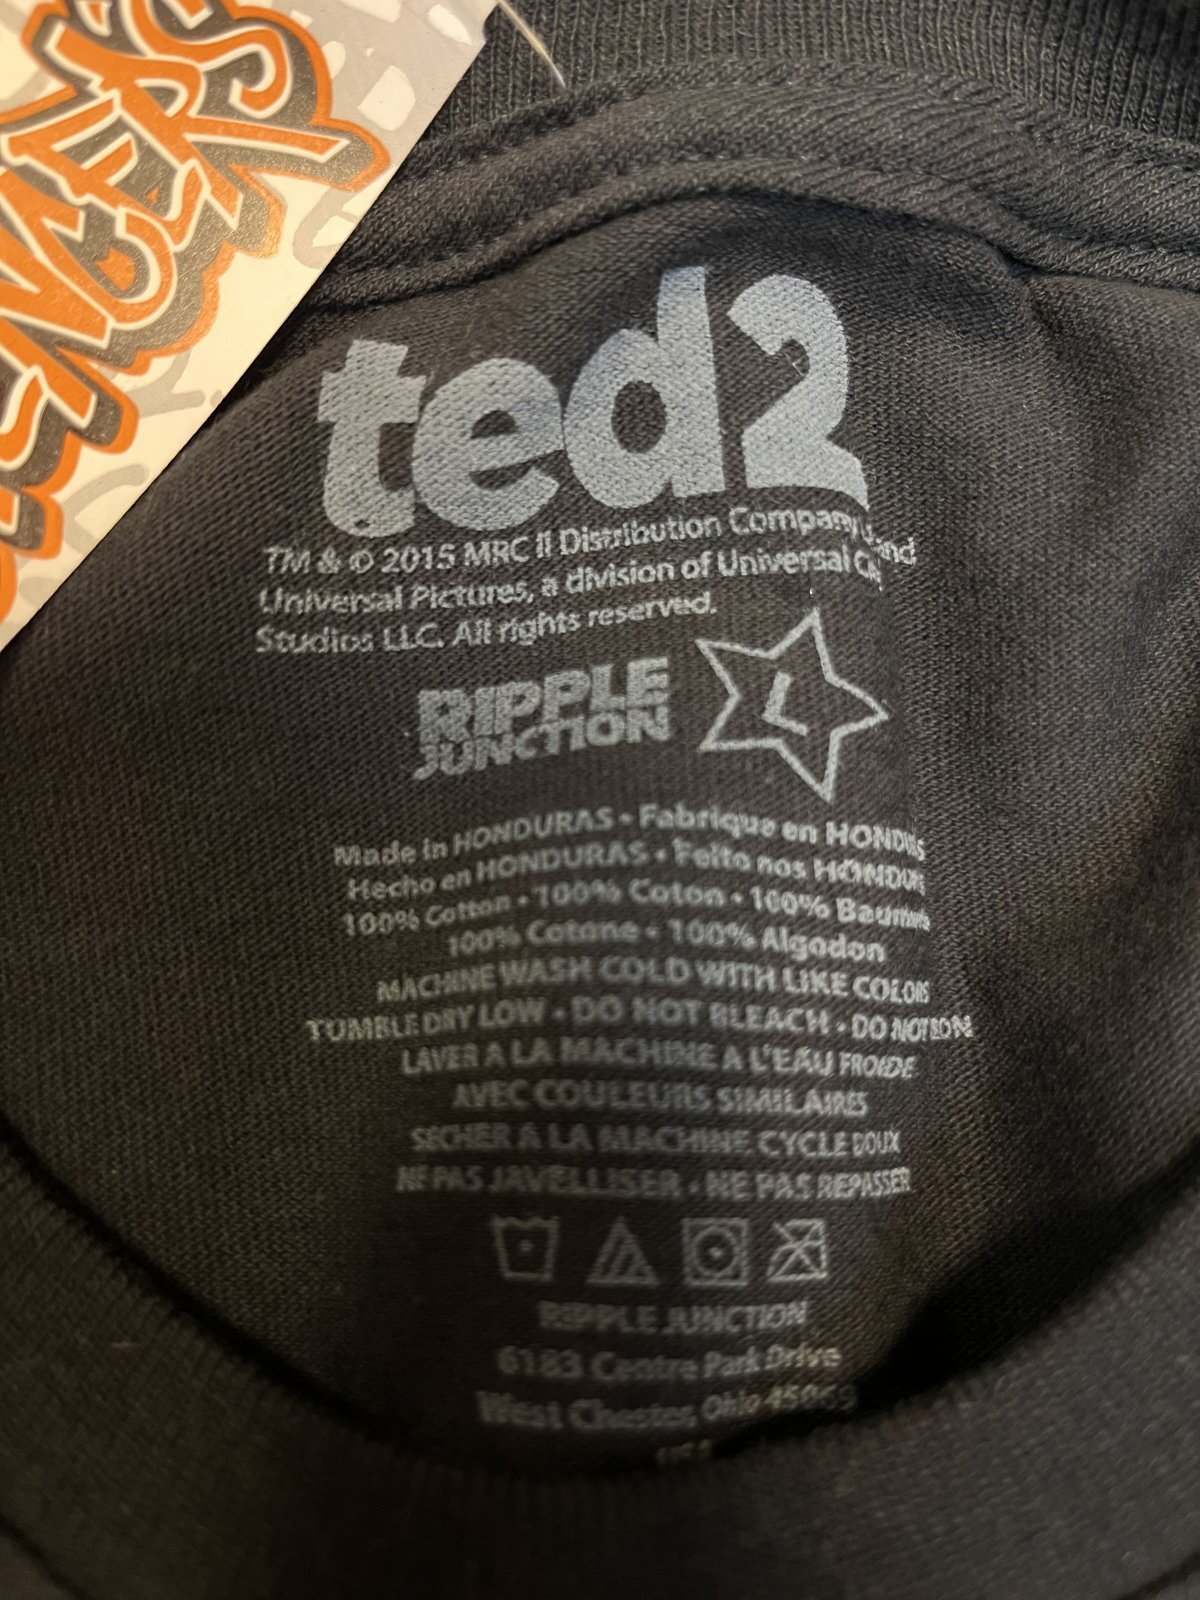 ted2
TM & © 2015 MRC II Distribution Company and
Universal Pictures, a division of Universal
Studios LLC. All rights reserved.
RIPPLE
JUNCTION
L
Made in HONDURAS • Fabrique en HONDURAS
Hecho en HONDURAS • Feito nos HONDURAS
100% Cotton • 100% Coton • 100% Baumwolle
100% Cotone • 100% Algodon
MACHINE WASH COLD WITH LIKE COLORS
TUMBLE DRY LOW • DO NOT BLEACH • DO NOT IRON
LAVER A LA MACHINE A L'EAU FROIDE
AVEC COULEURS SIMILAIRES
SECHER A LA MACHINE CYCLE DOUX
NE PAS JAVELLISER • NE PAS REPASSER
RIPPLE JUNCTION
6183 Centre Park Drive
West Chester, Ohio 45069
USA